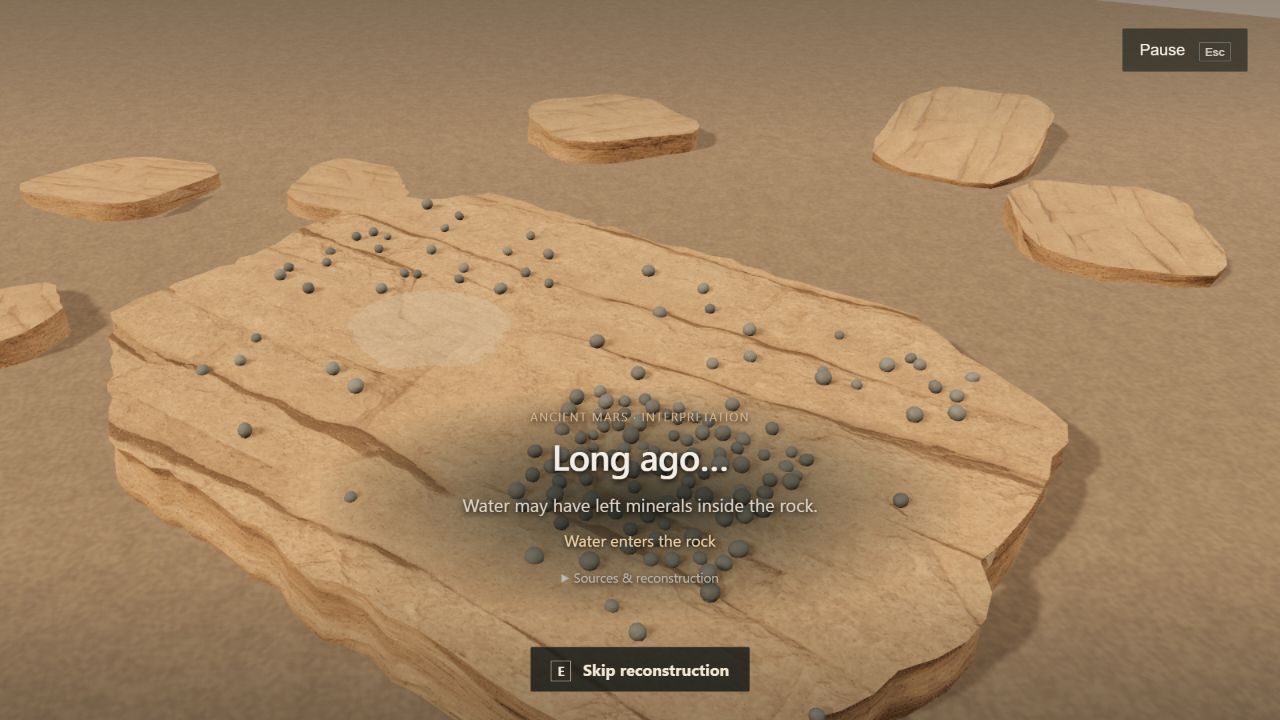 Pause Esc
ANCIENT MARS · INTERPRETATION
Long ago…
Water may have left minerals inside the rock.
Water enters the rock
▶ Sources & reconstruction
E Skip reconstruction